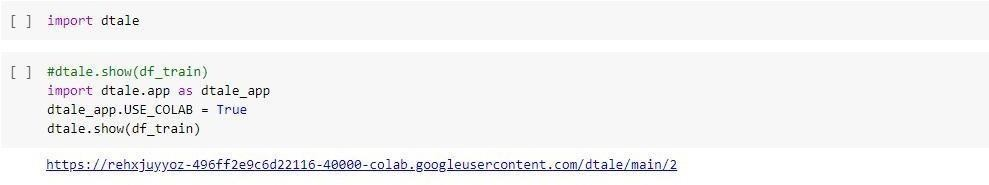 [ ] import dtale
[ ] #dtale.show(df_train)
import dtale.app as dtale_app
dtale_app.USE_COLAB = True
dtale.show(df_train)
https://rehxjuyyoz-496ff2e9c6d22116-40000-colab.googleusercontent.com/dtale/main/2